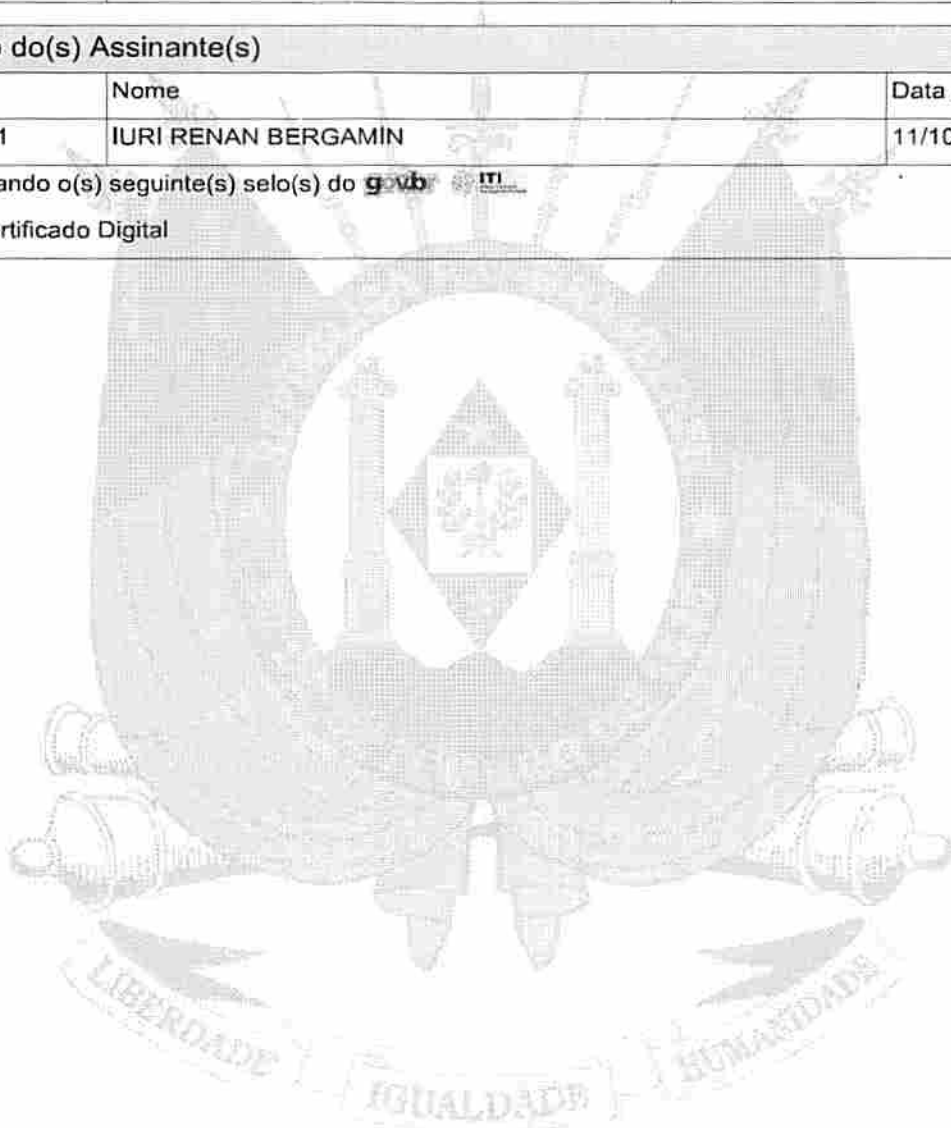 do(s) Assinante(s)
Nome Data
1 IURI RENAN BERGAMIN 11/10
ando o(s) seguinte(s) selo(s) do gov.br ITI
rtificado Digital
LIBERDADE IGUALDADE HUMANIDADE